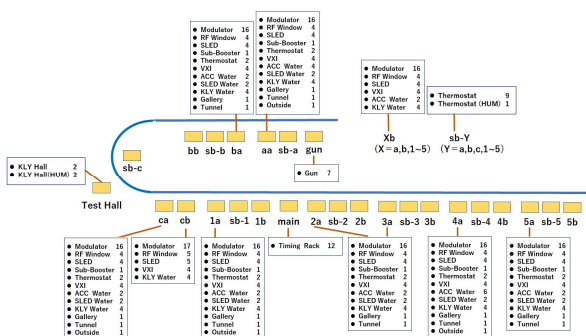 ● Modulator 16
● RF Window 4
● SLED 4
● Sub-Booster 1
● Thermostat 2
● VXI 4
● ACC Water 2
● SLED Water 2
● KLY Water 4
● Gallery 1
● Tunnel 1
● Modulator 16
● RF Window 4
● SLED 4
● Sub-Booster 1
● Thermostat 2
● VXI 4
● ACC Water 2
● SLED Water 2
● KLY Water 4
● Gallery 1
● Tunnel 1
● Outside 1
● Modulator 16
● RF Window 4
● SLED 4
● VXI 4
● ACC Water 2
● KLY Water 4
● Thermostat 9
● Thermostat (HUM) 1
Xb
(X=a,b,1~5)
sb-Y
(Y=a,b,c,1~5)
bb sb-b ba aa sb-a gun
● Gun 7
sb-c
● KLY Hall 2
● KLY Hall(HUM) 2
Test Hall
ca cb 1a sb-1 1b main 2a sb-2 2b 3a sb-3 3b 4a sb-4 4b 5a sb-5 5b
● Modulator 16
● RF Window 4
● SLED 4
● Sub-Booster 1
● Thermostat 2
● VXI 4
● ACC Water 2
● SLED Water 2
● KLY Water 4
● Gallery 1
● Tunnel 1
● Outside 1
● Modulator 17
● RF Window 5
● SLED 5
● VXI 4
● KLY Water 4
● Modulator 16
● RF Window 4
● SLED 4
● Sub-Booster 1
● Thermostat 2
● VXI 4
● ACC Water 2
● SLED Water 2
● KLY Water 4
● Gallery 1
● Tunnel 1
● Outside 1
● Timing Rack 12
● Modulator 16
● RF Window 4
● SLED 4
● Sub-Booster 1
● Thermostat 2
● VXI 4
● ACC Water 2
● SLED Water 2
● KLY Water 4
● Gallery 1
● Tunnel 1
● Modulator 16
● RF Window 4
● SLED 4
● Sub-Booster 1
● Thermostat 2
● VXI 4
● ACC Water 6
● SLED Water 2
● KLY Water 4
● Gallery 1
● Tunnel 1
● Outside 1
● Modulator 16
● RF Window 4
● SLED 4
● Sub-Booster 1
● Thermostat 2
● VXI 4
● ACC Water 2
● SLED Water 2
● KLY Water 4
● Gallery 1
● Tunnel 1